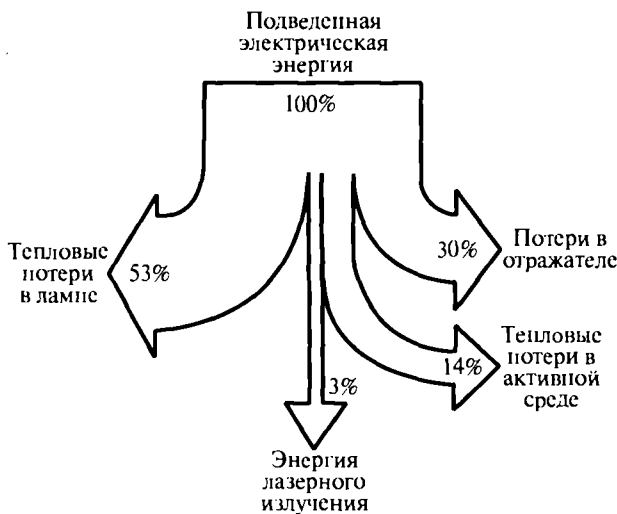 Подведенная
электрическая
энергия
100%
Тепловые
потери
в лампе
53%
30%
Потери в
отражателе
14%
Тепловые
потери в
активной
среде
3%
Энергия
лазерного
излучения